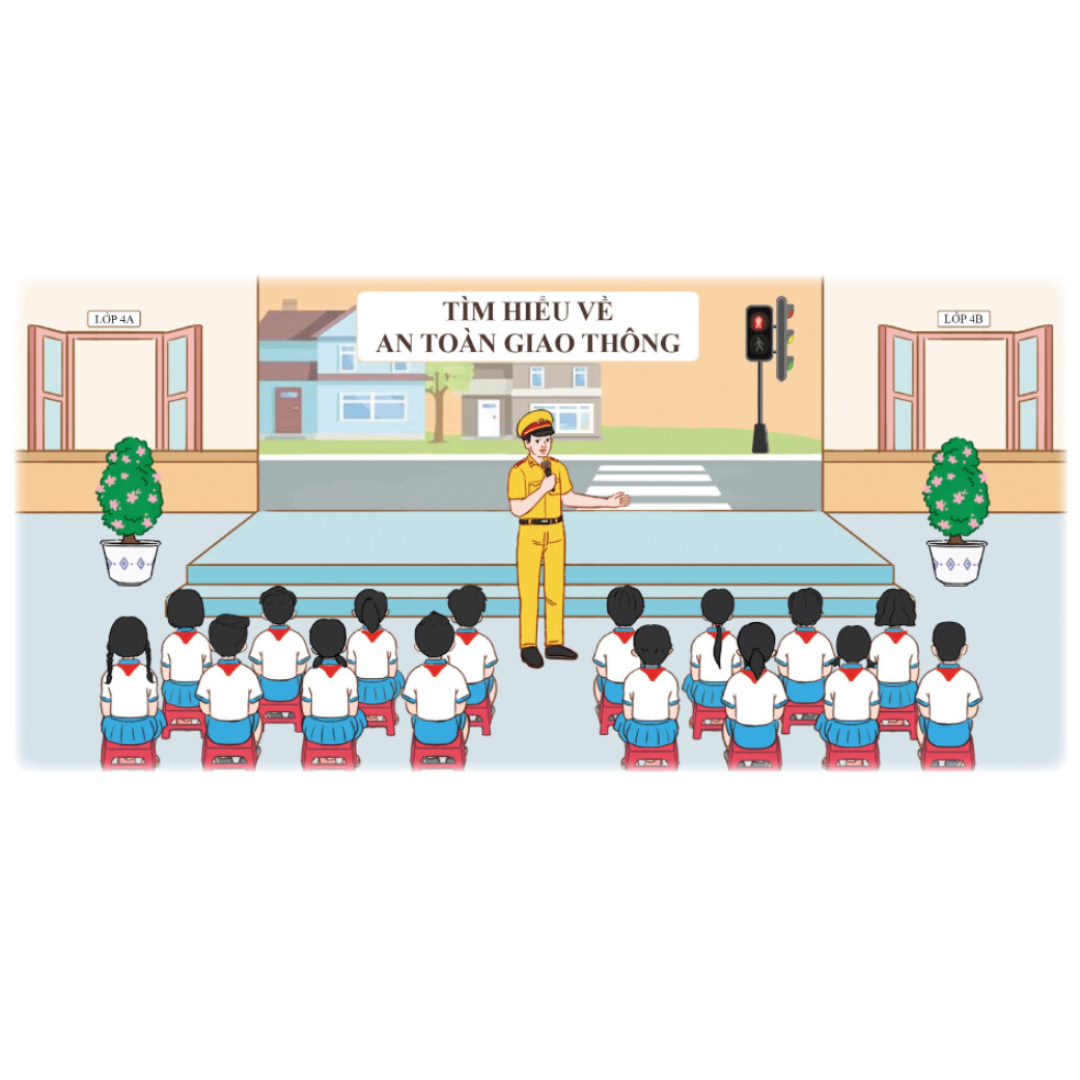 TÌM HIỂU VỀ
AN TOÀN GIAO THÔNG
LỚP 4A
LỚP 4B